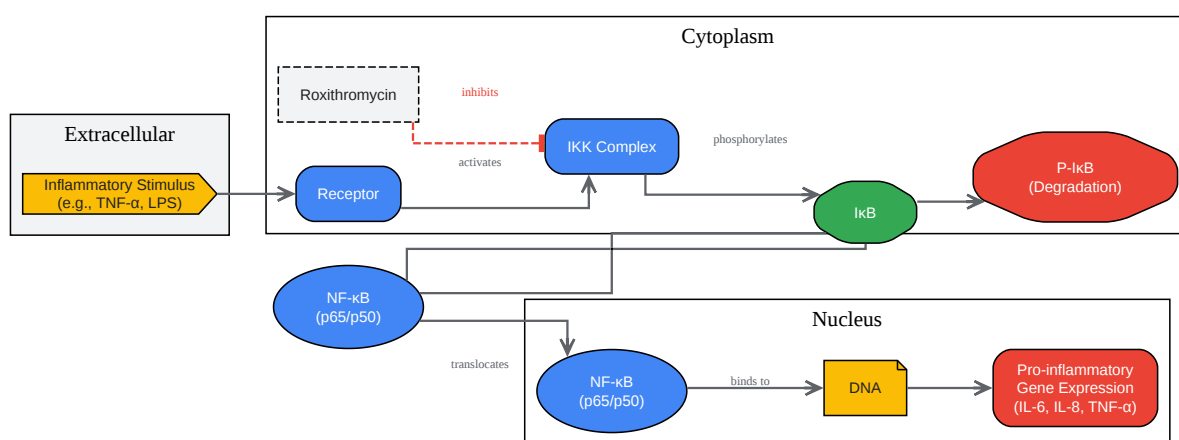 Cytoplasm
Roxithromycin
inhibits
Extracellular
IKK Complex
phosphorylates
activates
P-IκB
(Degradation)
Inflammatory Stimulus
(e.g., TNF-α, LPS)
Receptor
IκB
NF-κB
(p65/p50)
Nucleus
translocates
NF-κB
(p65/p50)
binds to
DNA
Pro-inflammatory
Gene Expression
(IL-6, IL-8, TNF-α)